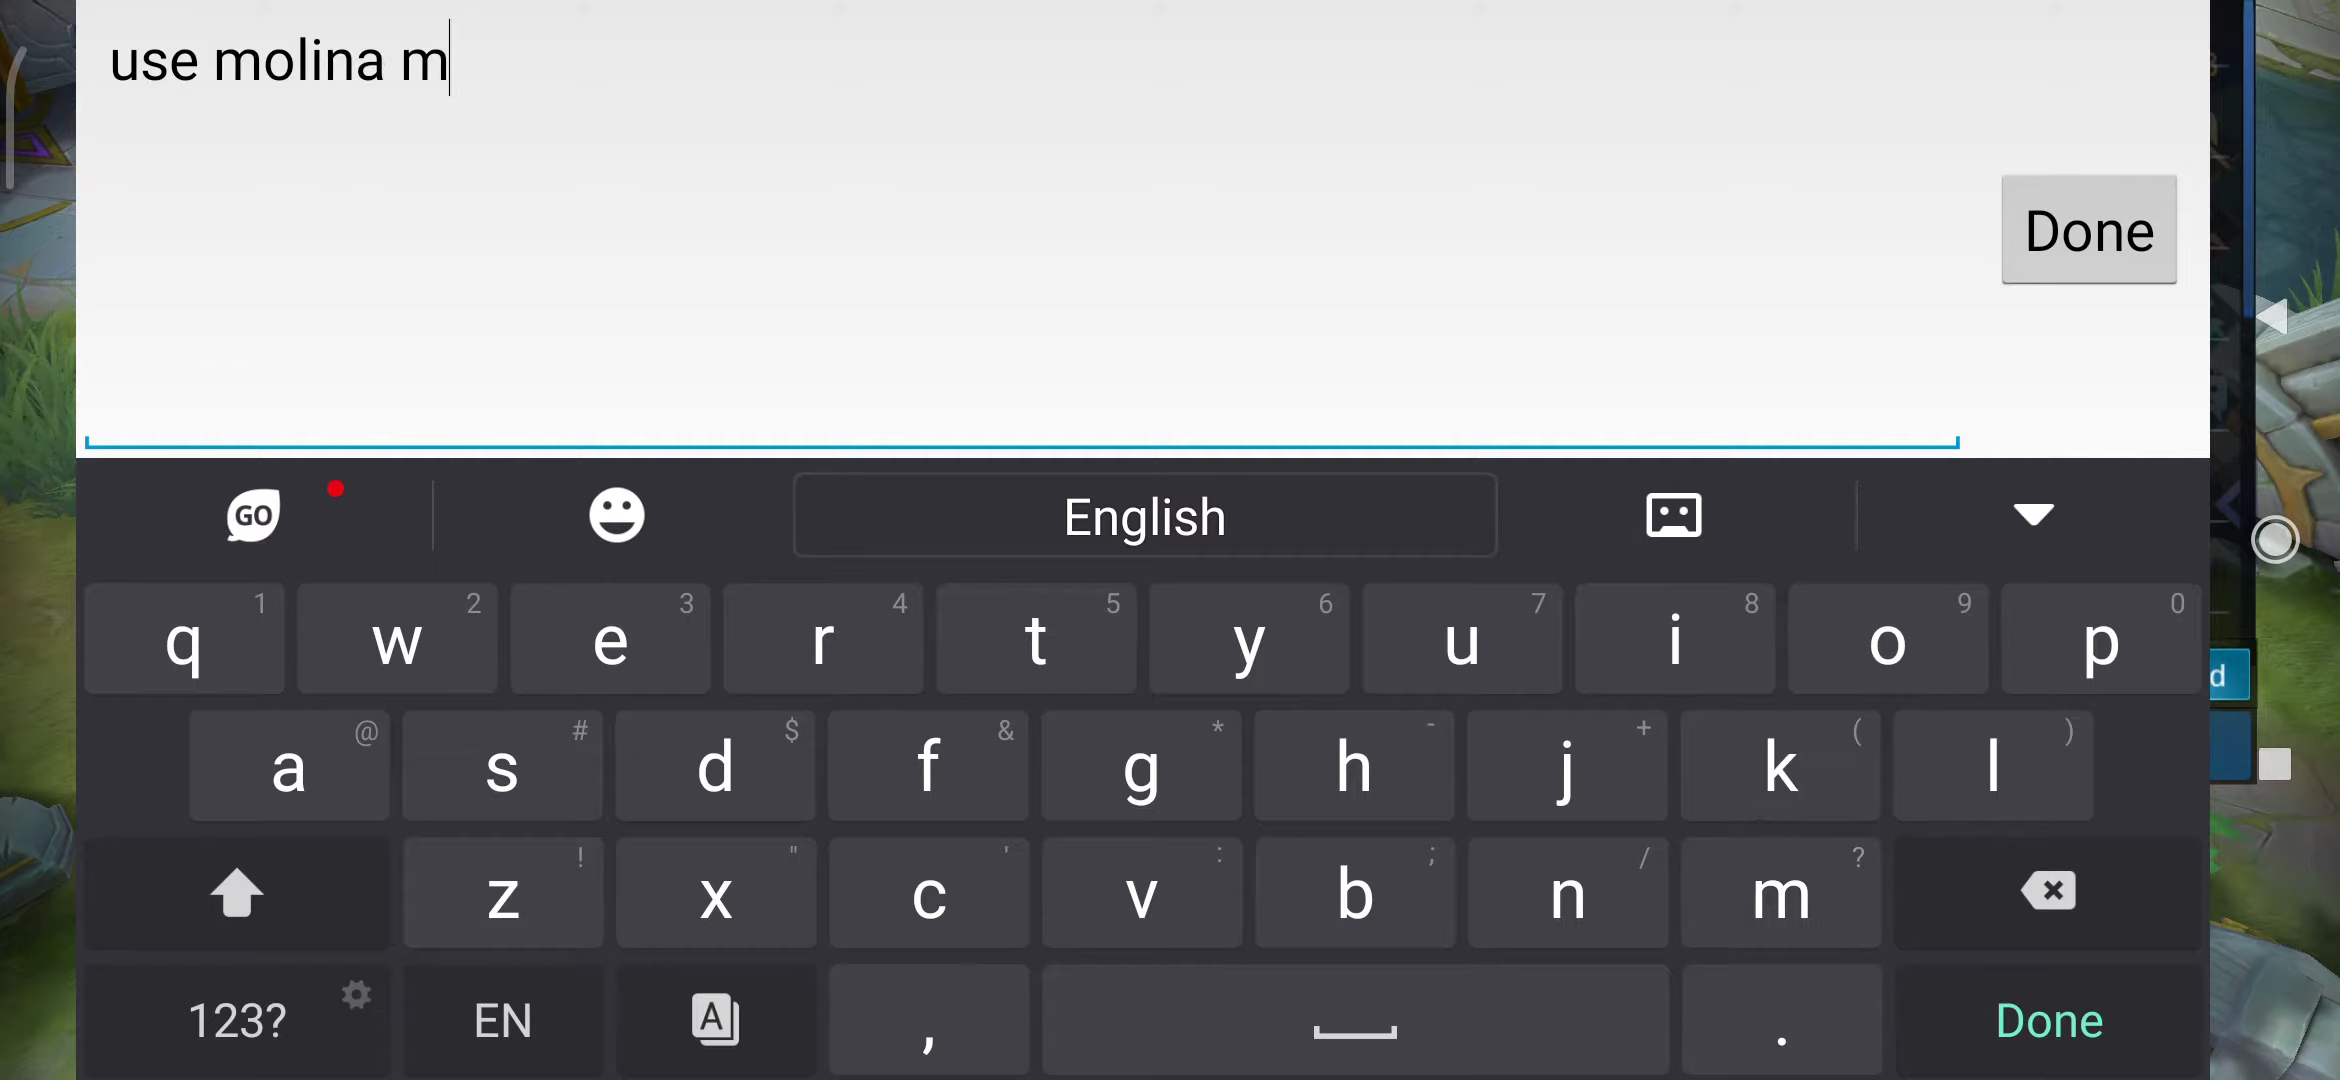 use molina m
Done
GO
English
1 2 3 4 5 6 7 8 9 0
q w e r t y u i o p
d
@ # $ & * - + ( )
a s d f g h j k l
! " ' : ; / ?
z x c v b n m
123? EN A , . Done